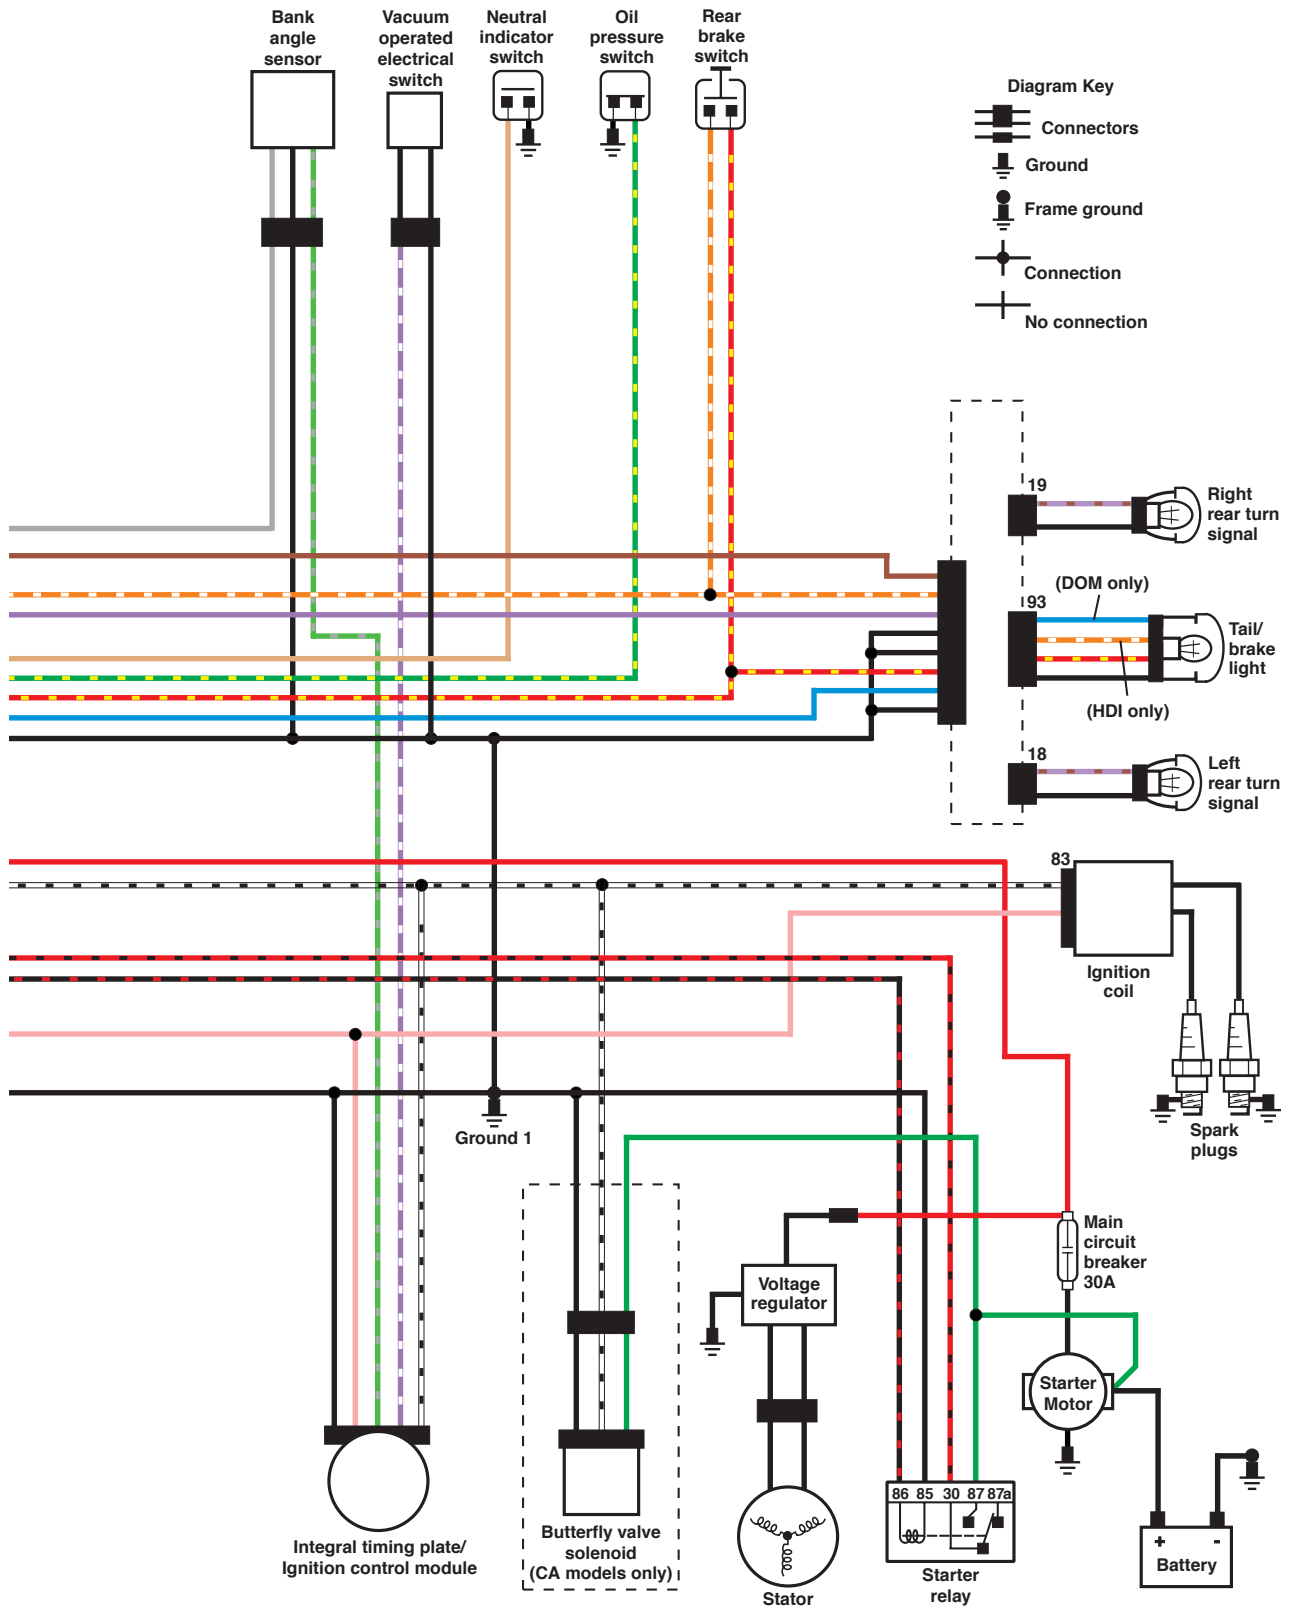 Bank
angle
sensor
Vacuum
operated
electrical
switch
Neutral
indicator
switch
Oil
pressure
switch
Rear
brake
switch
Diagram Key
Connectors
Ground
Frame ground
Connection
No connection
19
Right
rear turn
signal
(DOM only)
93
Tail/
brake
light
(HDI only)
18
Left
rear turn
signal
83
Ignition
coil
Spark
plugs
Ground 1
Main
circuit
breaker
30A
Voltage
regulator
Starter
Motor
86 85 30 87 87a
Starter
relay
+ -
Battery
Integral timing plate/
Ignition control module
Butterfly valve
solenoid
(CA models only)
Stator